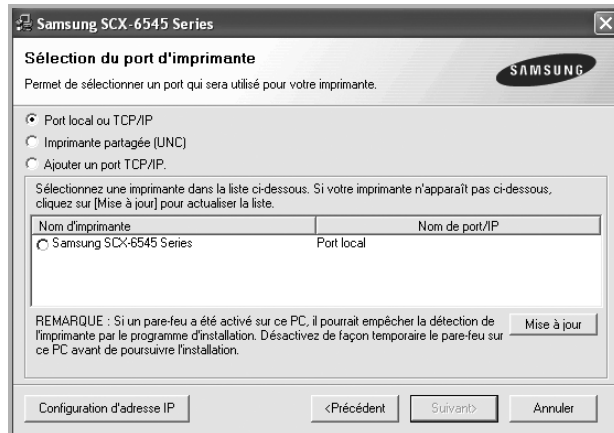 Samsung SCX-6545 Series
Sélection du port d'imprimante
Permet de sélectionner un port qui sera utilisé pour votre imprimante.
SAMSUNG
Port local ou TCP/IP
Imprimante partagée (UNC)
Ajouter un port TCP/IP.
Sélectionnez une imprimante dans la liste ci-dessous. Si votre imprimante n'apparaît pas ci-dessous,
cliquez sur [Mise à jour] pour actualiser la liste.
Nom d'imprimante Nom de port/IP
Samsung SCX-6545 Series Port local
REMARQUE : Si un pare-feu a été activé sur ce PC, il pourrait empêcher la détection de
l'imprimante par le programme d'installation. Désactivez de façon temporaire le pare-feu sur
ce PC avant de poursuivre l'installation.
Mise à jour
Configuration d'adresse IP <Précédent Suivant> Annuler